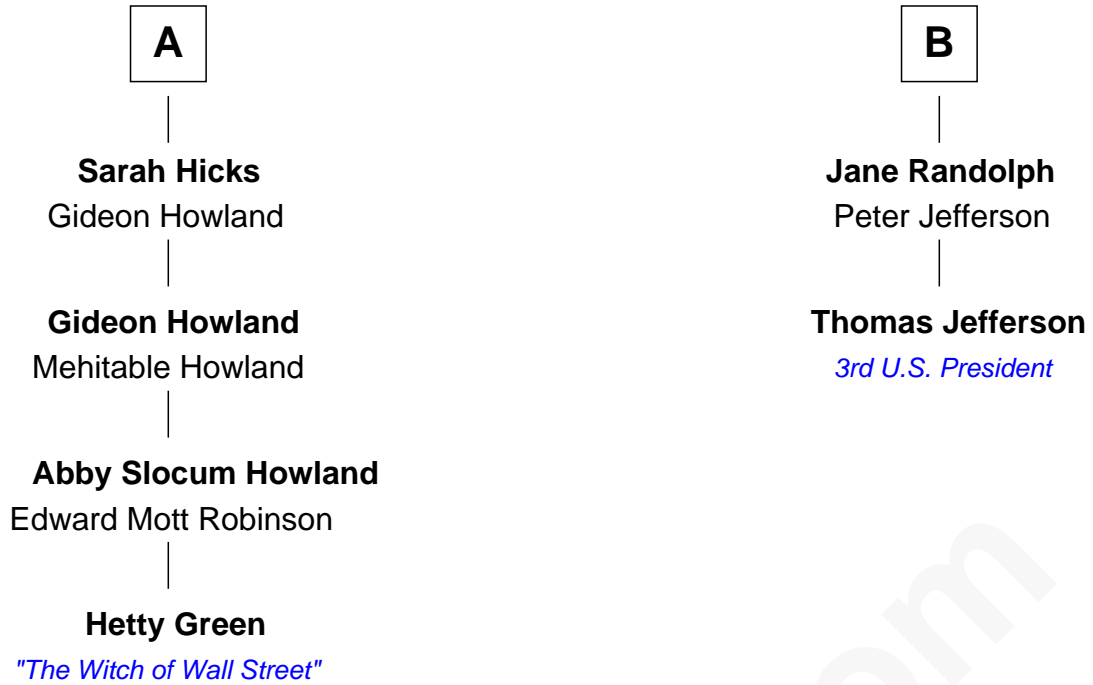 A
Sarah Hicks
Gideon Howland
Gideon Howland
Mehitable Howland
Abby Slocum Howland
Edward Mott Robinson
Hetty Green
"The Witch of Wall Street"
B
Jane Randolph
Peter Jefferson
Thomas Jefferson
3rd U.S. President
om